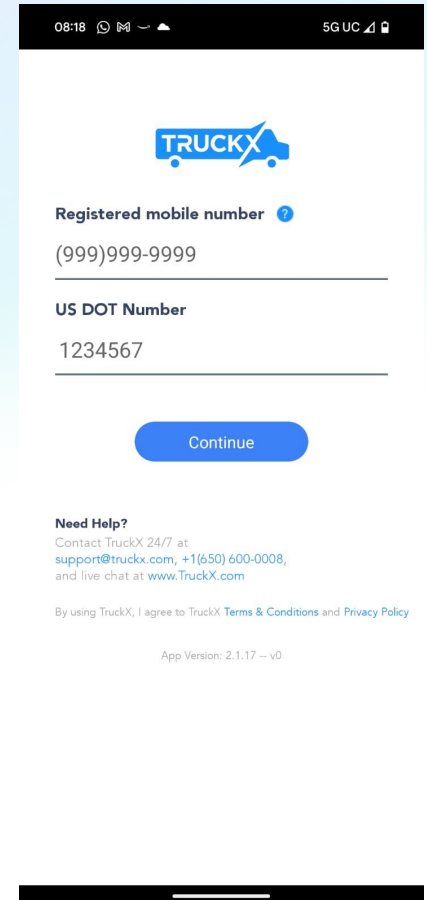 08:18 5G UC
TRUCKX
Registered mobile number ?
(999)999-9999
US DOT Number
1234567
Continue
Need Help?
Contact TruckX 24/7 at
support@truckx.com, +1(650) 600-0008,
and live chat at www.TruckX.com
By using TruckX, I agree to TruckX Terms & Conditions and Privacy Policy
App Version: 2.1.17 -- v0